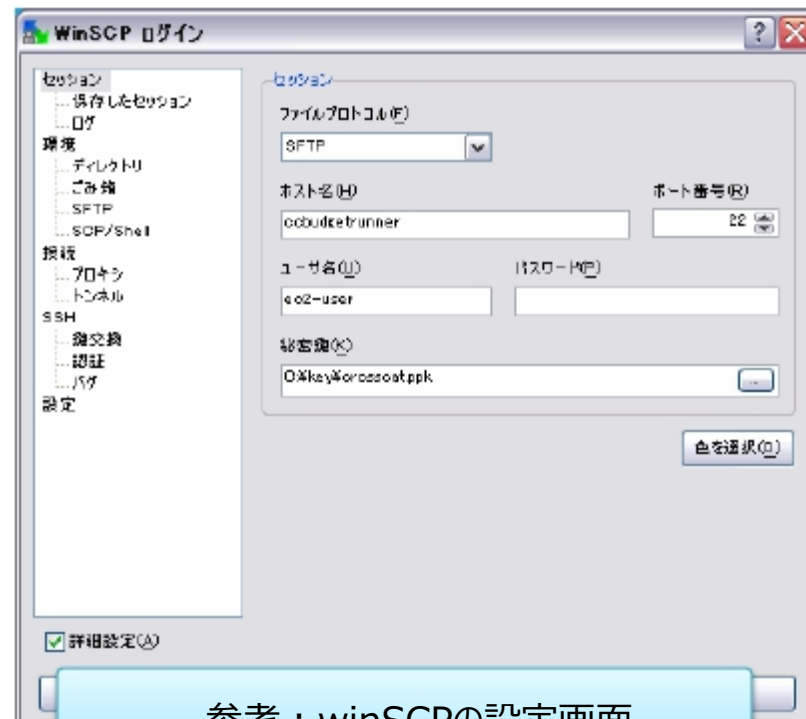 WinSCP ログイン
セッション
保存したセッション
ログ
環境
ディレクトリ
ごみ箱
SFTP
SCP/Shell
接続
プロキシ
トンネル
SSH
鍵交換
認証
バグ
設定
セッション
ファイルプロトコル(F)
SFTP
ホスト名(H)
ポート番号(R)
22
ユーザ名(U)
パスワード(P)
ec2-user
秘密鍵(K)
...
色を選択(O)
詳細設定(A)
参考：winSCPの設定画面